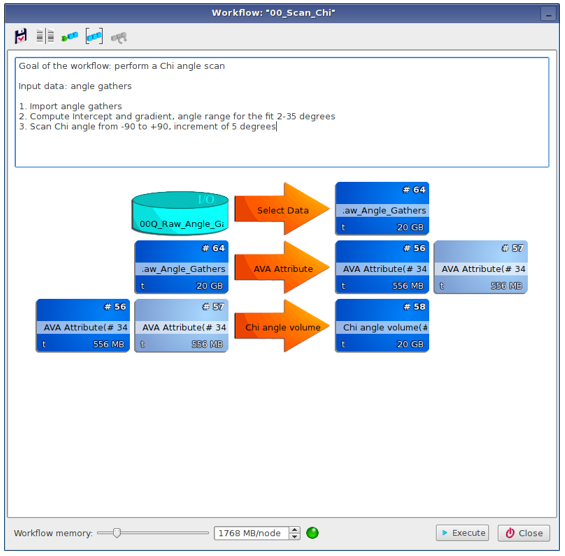 Workflow: "00_Scan_Chi"
Goal of the workflow: perform a Chi angle scan
Input data: angle gathers
1. Import angle gathers
2. Compute Intercept and gradient, angle range for the fit 2-35 degrees
3. Scan Chi angle from -90 to +90, increment of 5 degrees
I/O
00Q_Raw_Angle_Ga
Select Data
# 64
.aw_Angle_Gathers
t 20 GB
# 64
.aw_Angle_Gathers
t 20 GB
AVA Attribute
# 56
AVA Attribute(# 34
t 556 MB
# 57
AVA Attribute(# 34
t 556 MB
# 56
AVA Attribute(# 34
t 556 MB
# 57
AVA Attribute(# 34
t 556 MB
Chi angle volume
# 58
Chi angle volume(#
t 20 GB
Workflow memory: 1768 MB/node Execute Close